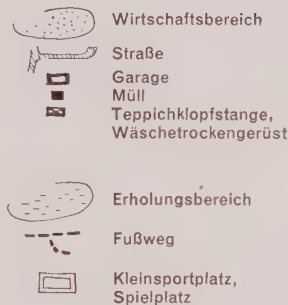 Wirtschaftsbereich
Straße
Garage
Müll
Teppichklopfstange,
Wäschetrockengerüst
Erholungsbereich
Fußweg
Kleinsportplatz,
Spielplatz